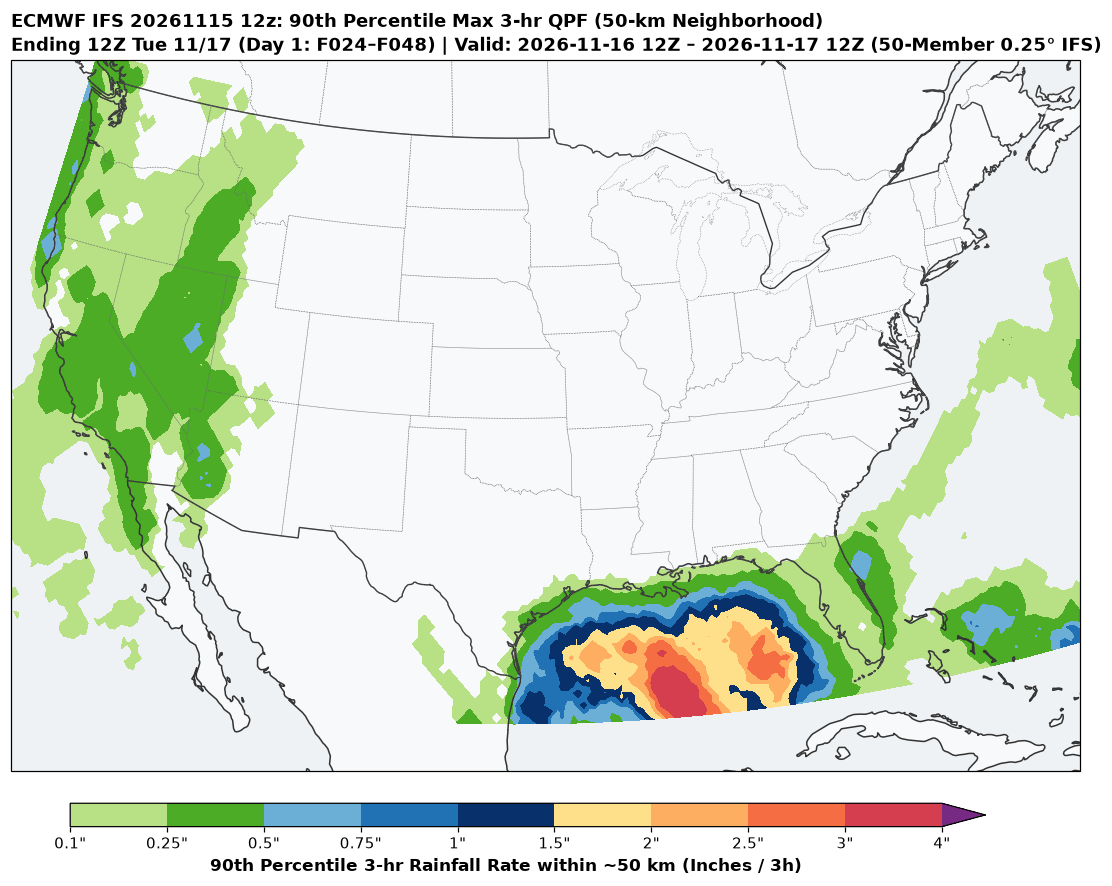 ECMWF IFS 20261115 12z: 90th Percentile Max 3-hr QPF (50-km Neighborhood)
Ending 12Z Tue 11/17 (Day 1: F024–F048) | Valid: 2026-11-16 12Z – 2026-11-17 12Z (50-Member 0.25° IFS)
0.1" 0.25" 0.5" 0.75" 1" 1.5" 2" 2.5" 3" 4"
90th Percentile 3-hr Rainfall Rate within ~50 km (Inches / 3h)